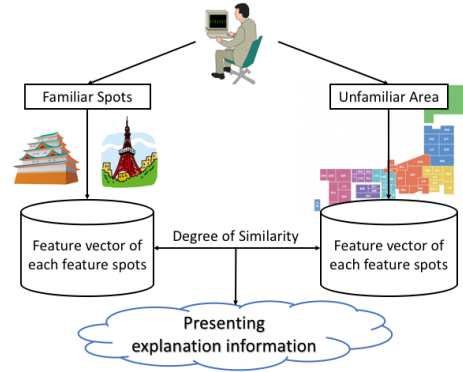 Familiar Spots
Unfamiliar Area
Feature vector of
each feature spots
Degree of Similarity
Feature vector of
each feature spots
Presenting
explanation information